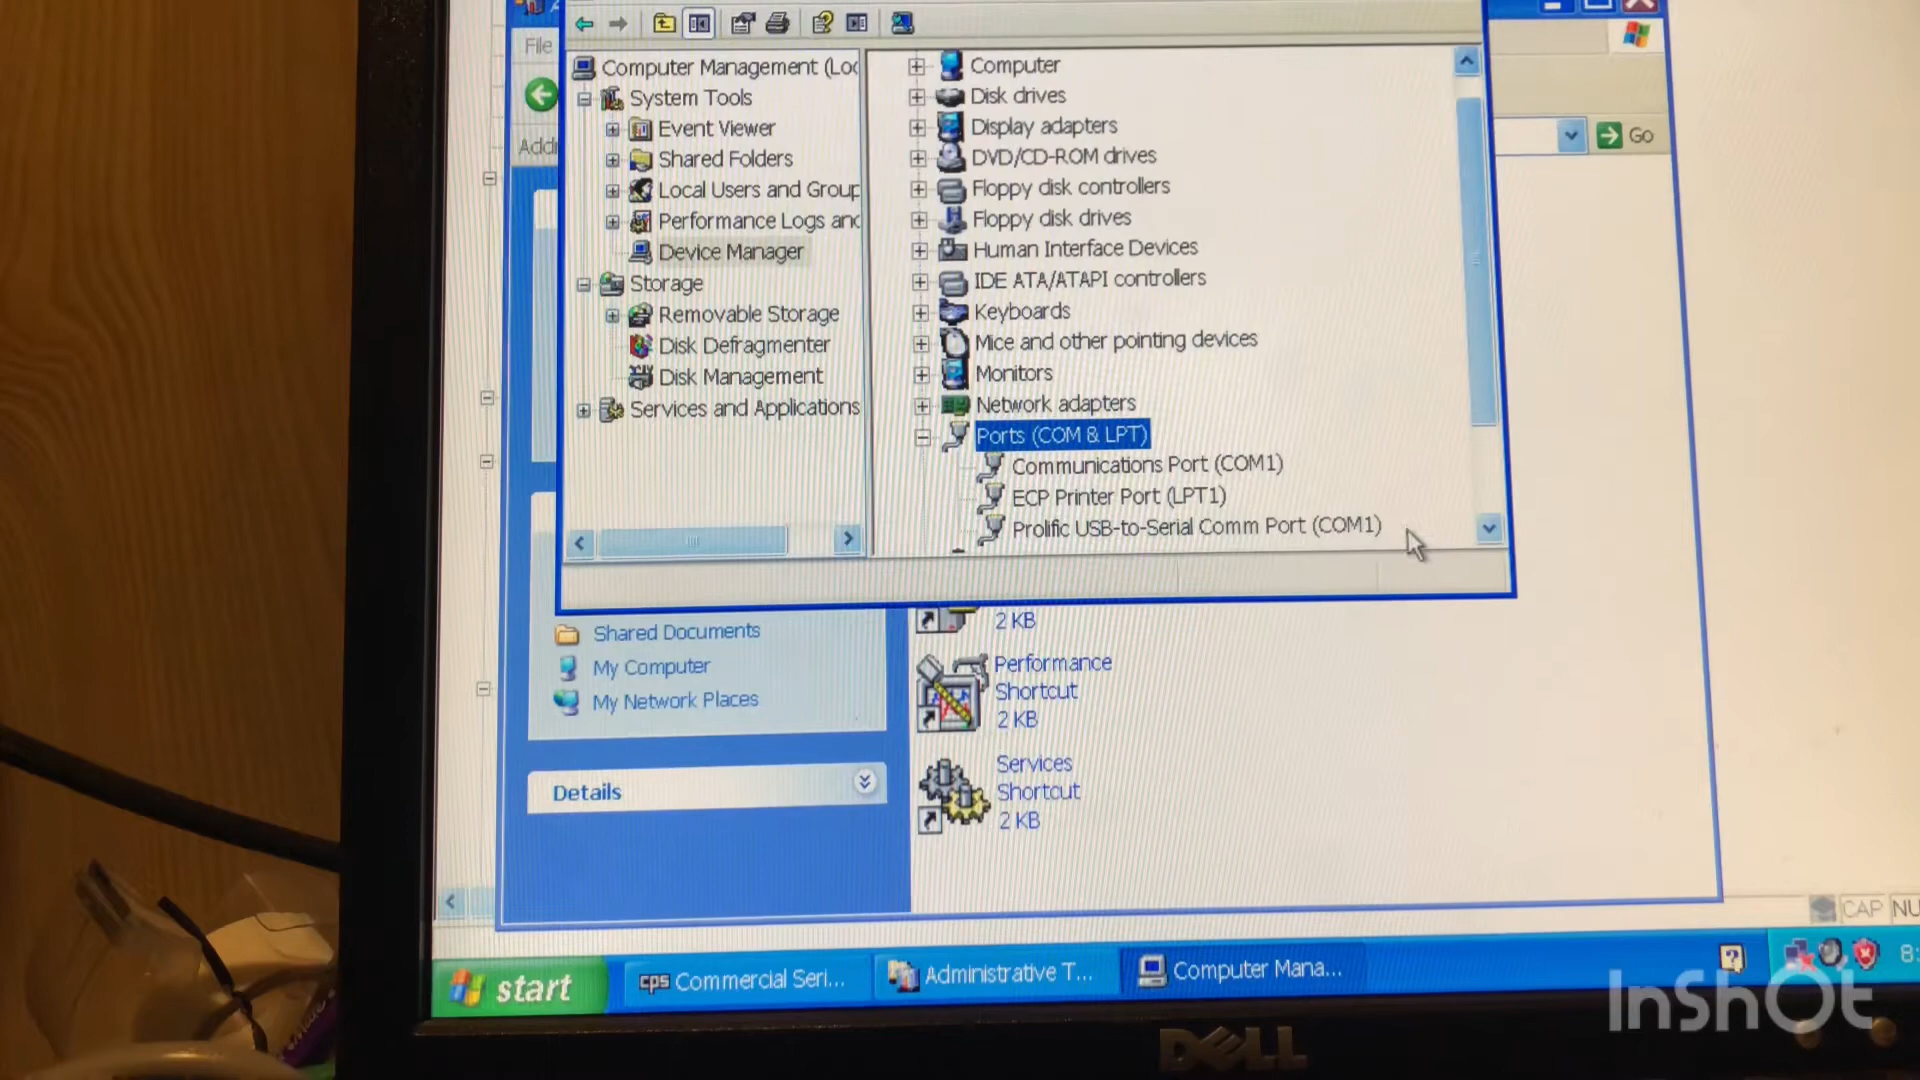 File
Addr
Go
Computer Management (Loc
System Tools
Event Viewer
Shared Folders
Local Users and Group
Performance Logs and
Device Manager
Storage
Removable Storage
Disk Defragmenter
Disk Management
Services and Applications
Computer
Disk drives
Display adapters
DVD/CD-ROM drives
Floppy disk controllers
Floppy disk drives
Human Interface Devices
IDE ATA/ATAPI controllers
Keyboards
Mice and other pointing devices
Monitors
Network adapters
Ports (COM & LPT)
Communications Port (COM1)
ECP Printer Port (LPT1)
Prolific USB-to-Serial Comm Port (COM1)
Shared Documents
My Computer
My Network Places
Details
2 KB
Performance
Shortcut
2 KB
Services
Shortcut
2 KB
CAP NU
start
cps Commercial Seri...
Administrative T...
Computer Mana...
8:
InShOt
DELL